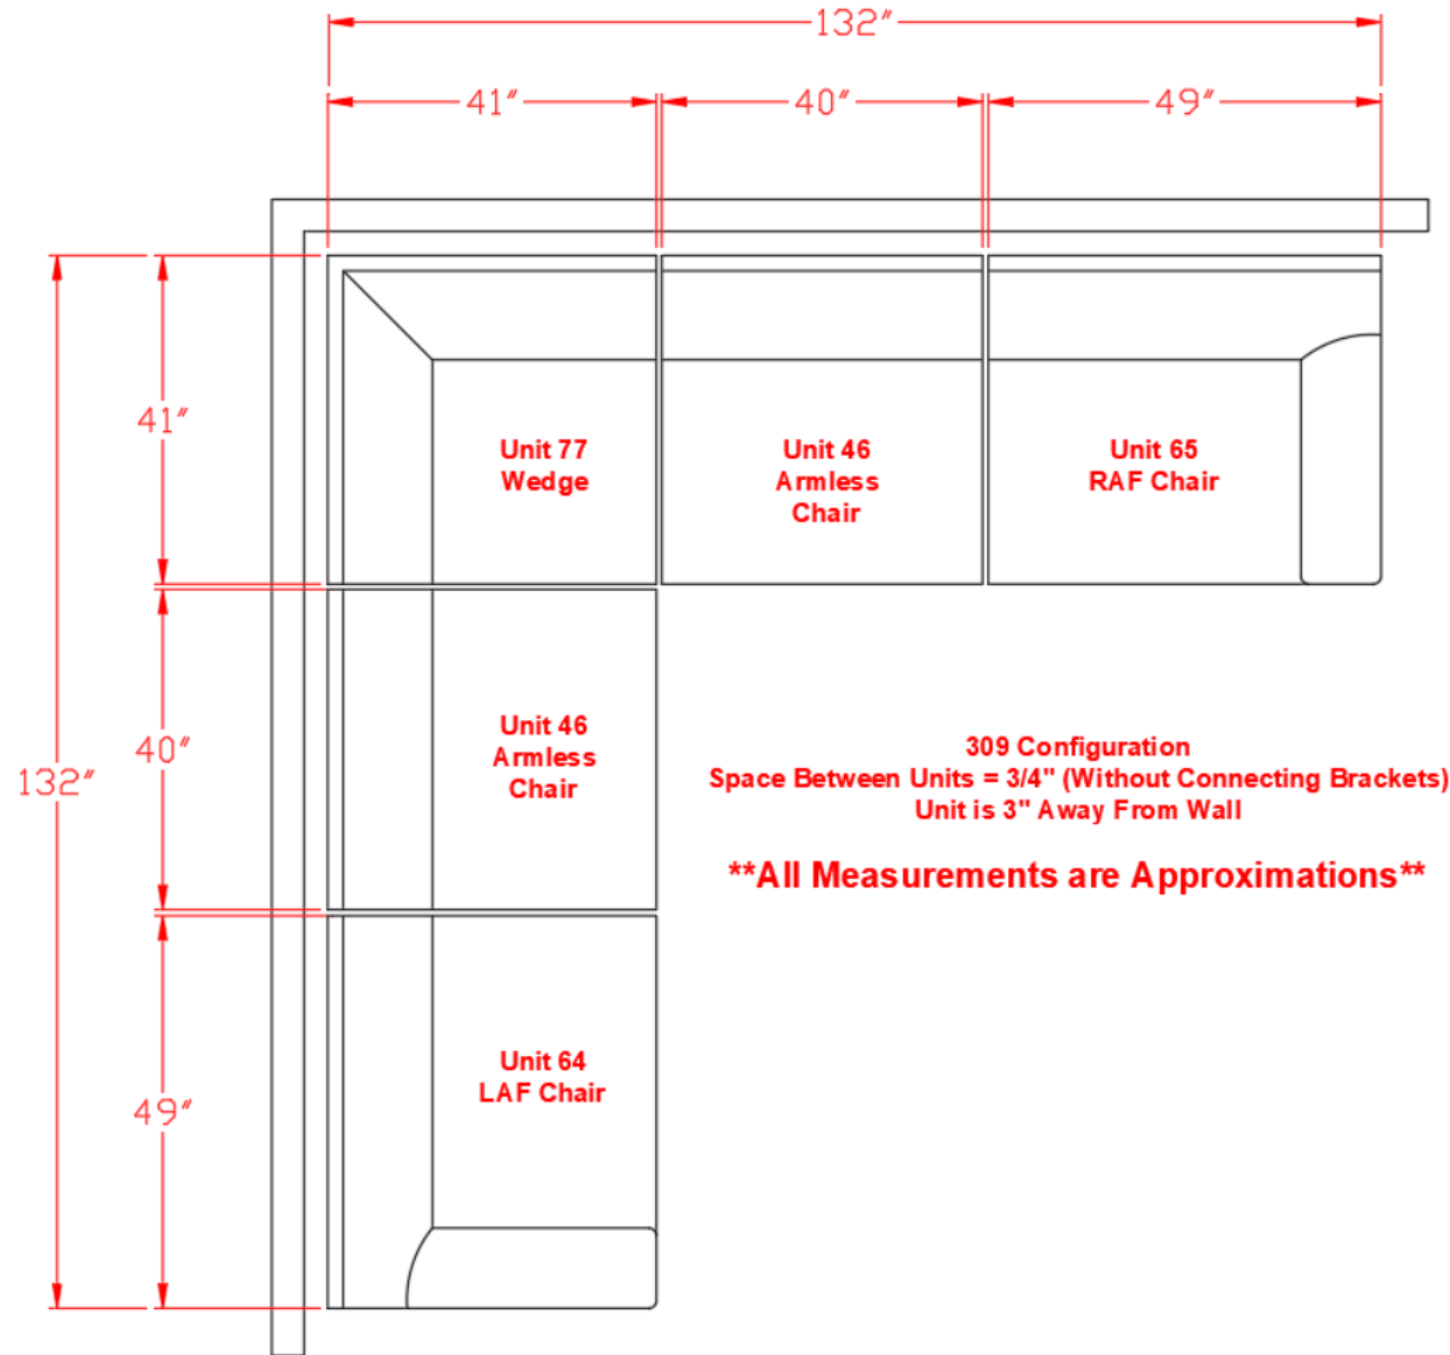 132"
41"
40"
49"
41"
Unit 77
Wedge
Unit 46
Armless
Chair
Unit 65
RAF Chair
40"
132"
Unit 46
Armless
Chair
309 Configuration
Space Between Units = 3/4" (Without Connecting Brackets)
Unit is 3" Away From Wall
**All Measurements are Approximations**
49"
Unit 64
LAF Chair